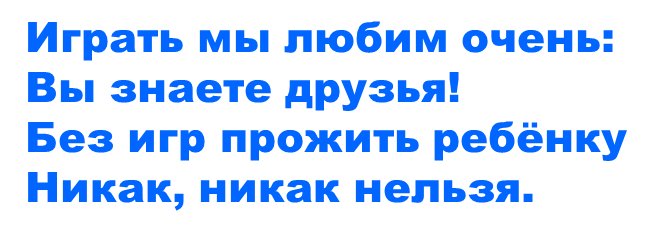 Играть мы любим очень:
Вы знаете друзья!
Без игр прожить ребёнку
Никак, никак нельзя.